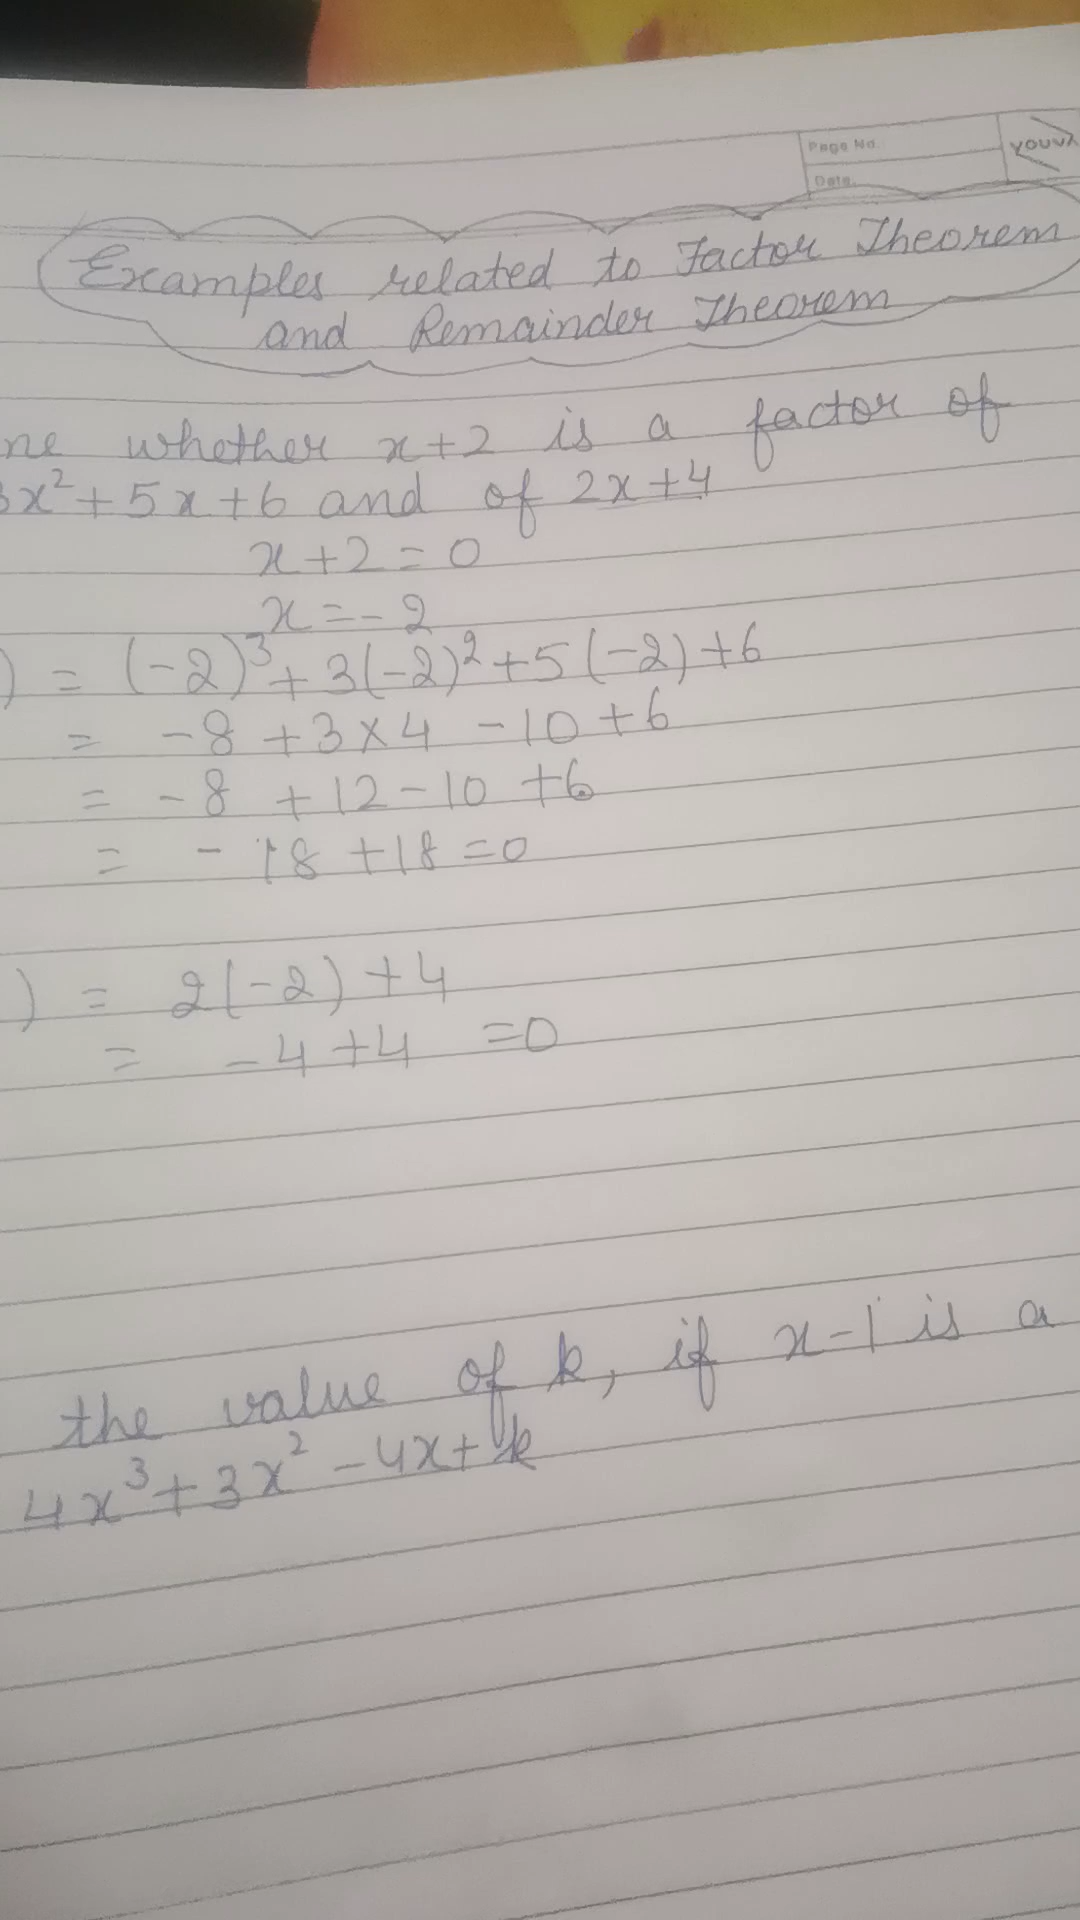 Page No.
Date.
YOUVA
Examples related to Factor Theorem
and Remainder Theorem
ne whether x+2 is a factor of
3x²+5x+6 and of 2x+4
x+2=0
x=-2
) = (-2)³+3(-2)²+5(-2)+6
= -8+3×4-10+6
= -8+12-10+6
= -18+18=0
) = 2(-2)+4
= -4+4 =0
the value of k, if x-1 is a
4x³+3x²-4x+k